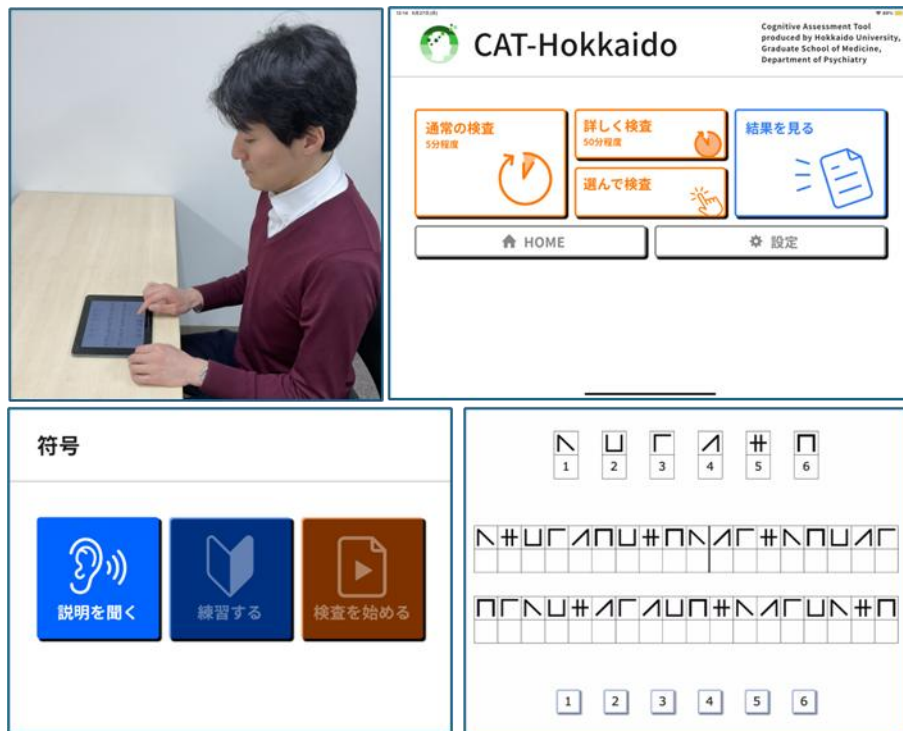 CAT-Hokkaido
Cognitive Assessment Tool
produced by Hokkaido University,
Graduate School of Medicine,
Department of Psychiatry
通常の検査
5分程度
詳しく検査
50分程度
選んで検査
結果を見る
HOME
設定
符号
説明を聞く
練習する
検査を始める
1 2 3 4 5 6
1 2 3 4 5 6